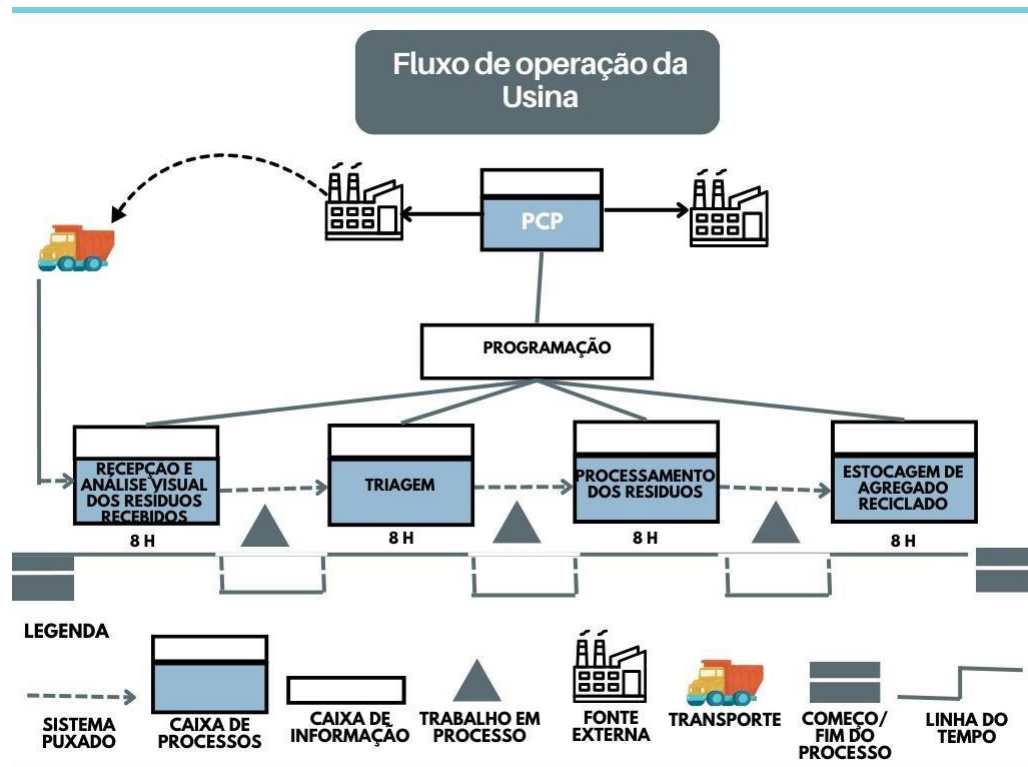 Fluxo de operação da
Usina
PCP
PROGRAMAÇÃO
RECEPÇÃO E
ANÁLISE VISUAL
DOS RESÍDUOS
RECEBIDOS
TRIAGEM
PROCESSAMENTO
DOS RESIDUOS
ESTOCAGEM DE
AGREGADO
RECICLADO
8 H
8 H
8 H
8 H
LEGENDA
SISTEMA
PUXADO
CAIXA DE
PROCESSOS
CAIXA DE
INFORMAÇÃO
TRABALHO EM
PROCESSO
FONTE
EXTERNA
TRANSPORTE
COMEÇO/
FIM DO
PROCESSO
LINHA DO
TEMPO